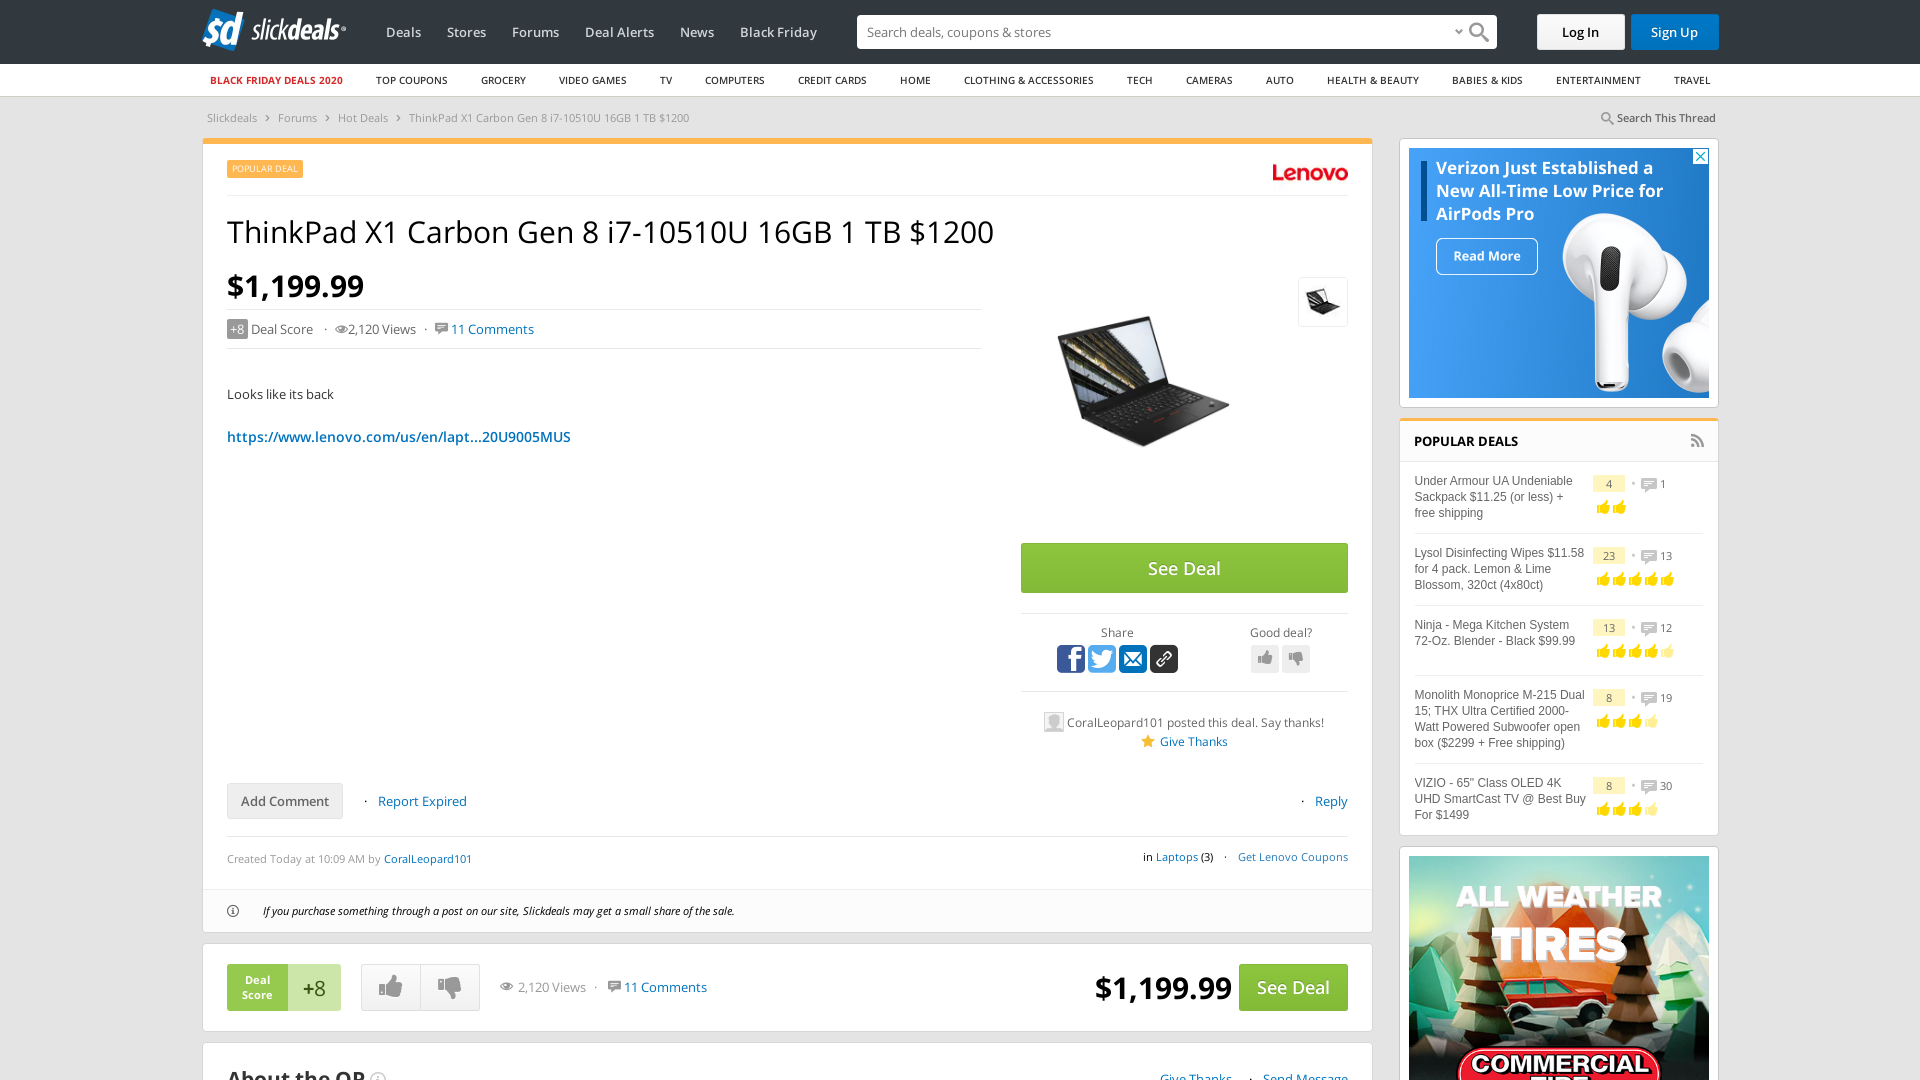 sd slickdeals
Deals
Stores
Forums
Deal Alerts
News
Black Friday
Search deals, coupons & stores
Log In
Sign Up
BLACK FRIDAY DEALS 2020
TOP COUPONS
GROCERY
VIDEO GAMES
TV
COMPUTERS
CREDIT CARDS
HOME
CLOTHING & ACCESSORIES
TECH
CAMERAS
AUTO
HEALTH & BEAUTY
BABIES & KIDS
ENTERTAINMENT
TRAVEL
Slickdeals › Forums › Hot Deals › ThinkPad X1 Carbon Gen 8 i7-10510U 16GB 1 TB $1200
Search This Thread
POPULAR DEAL
Lenovo
ThinkPad X1 Carbon Gen 8 i7-10510U 16GB 1 TB $1200
$1,199.99
+8 Deal Score · 2,120 Views · 11 Comments
Looks like its back
https://www.lenovo.com/us/en/lapt...20U9005MUS
See Deal
Share
Good deal?
CoralLeopard101 posted this deal. Say thanks!
Give Thanks
Add Comment
· Report Expired
· Reply
Created Today at 10:09 AM by CoralLeopard101
in Laptops (3) · Get Lenovo Coupons
If you purchase something through a post on our site, Slickdeals may get a small share of the sale.
Deal
Score
+8
2,120 Views · 11 Comments
$1,199.99
See Deal
About the OP
Give Thanks · Send Message
Verizon Just Established a
New All-Time Low Price for
AirPods Pro
Read More
POPULAR DEALS
Under Armour UA Undeniable
Sackpack $11.25 (or less) +
free shipping
4 • 1
Lysol Disinfecting Wipes $11.58
for 4 pack. Lemon & Lime
Blossom, 320ct (4x80ct)
23 • 13
Ninja - Mega Kitchen System
72-Oz. Blender - Black $99.99
13 • 12
Monolith Monoprice M-215 Dual
15; THX Ultra Certified 2000-
Watt Powered Subwoofer open
box ($2299 + Free shipping)
8 • 19
VIZIO - 65" Class OLED 4K
UHD SmartCast TV @ Best Buy
For $1499
8 • 30
ALL WEATHER
TIRES
COMMERCIAL
TIRE